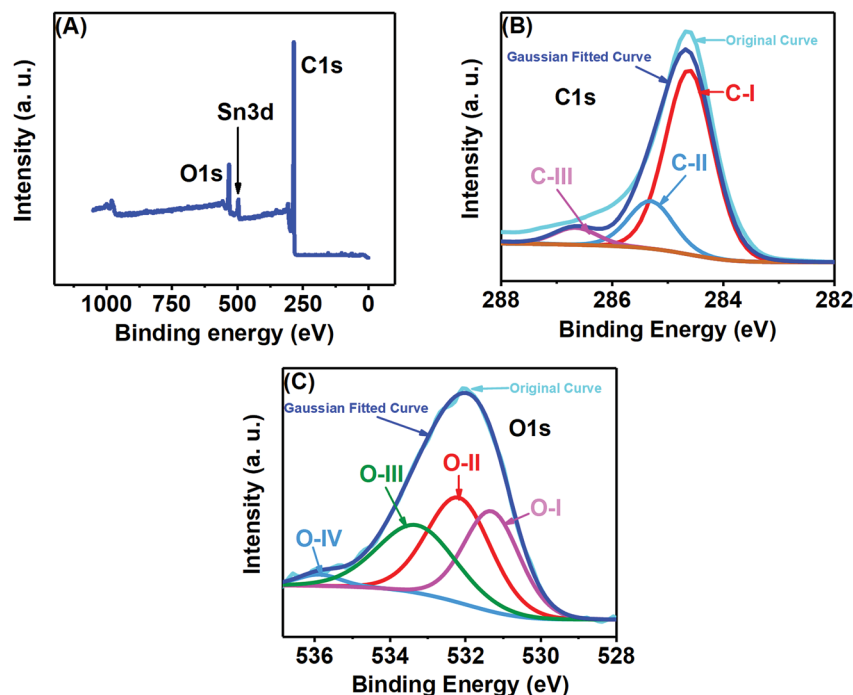 (A)
C1s
Sn3d
O1s
Intensity (a. u.)
1000 750 500 250 0
Binding energy (eV)
(B)
Original Curve
Gaussian Fitted Curve
C1s
C-I
C-II
C-III
Intensity (a. u.)
288 286 284 282
Binding Energy (eV)
(C)
Original Curve
Gaussian Fitted Curve
O1s
O-II
O-III
O-I
O-IV
Intensity (a. u.)
536 534 532 530 528
Binding Energy (eV)